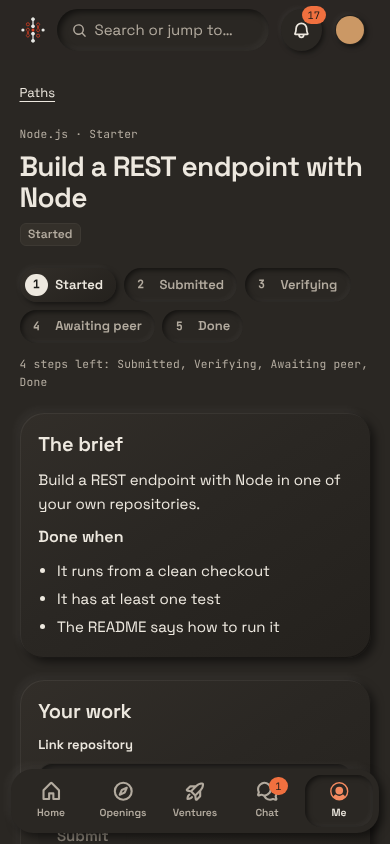 Search or jump to...
17
Paths
Node.js · Starter
Build a REST endpoint with
Node
Started
1 Started
2 Submitted
3 Verifying
4 Awaiting peer
5 Done
4 steps left: Submitted, Verifying, Awaiting peer,
Done
The brief
Build a REST endpoint with Node in one of
your own repositories.
Done when
• It runs from a clean checkout
• It has at least one test
• The README says how to run it
Your work
Link repository
1
Home
Openings
Ventures
Chat
Me
Submit